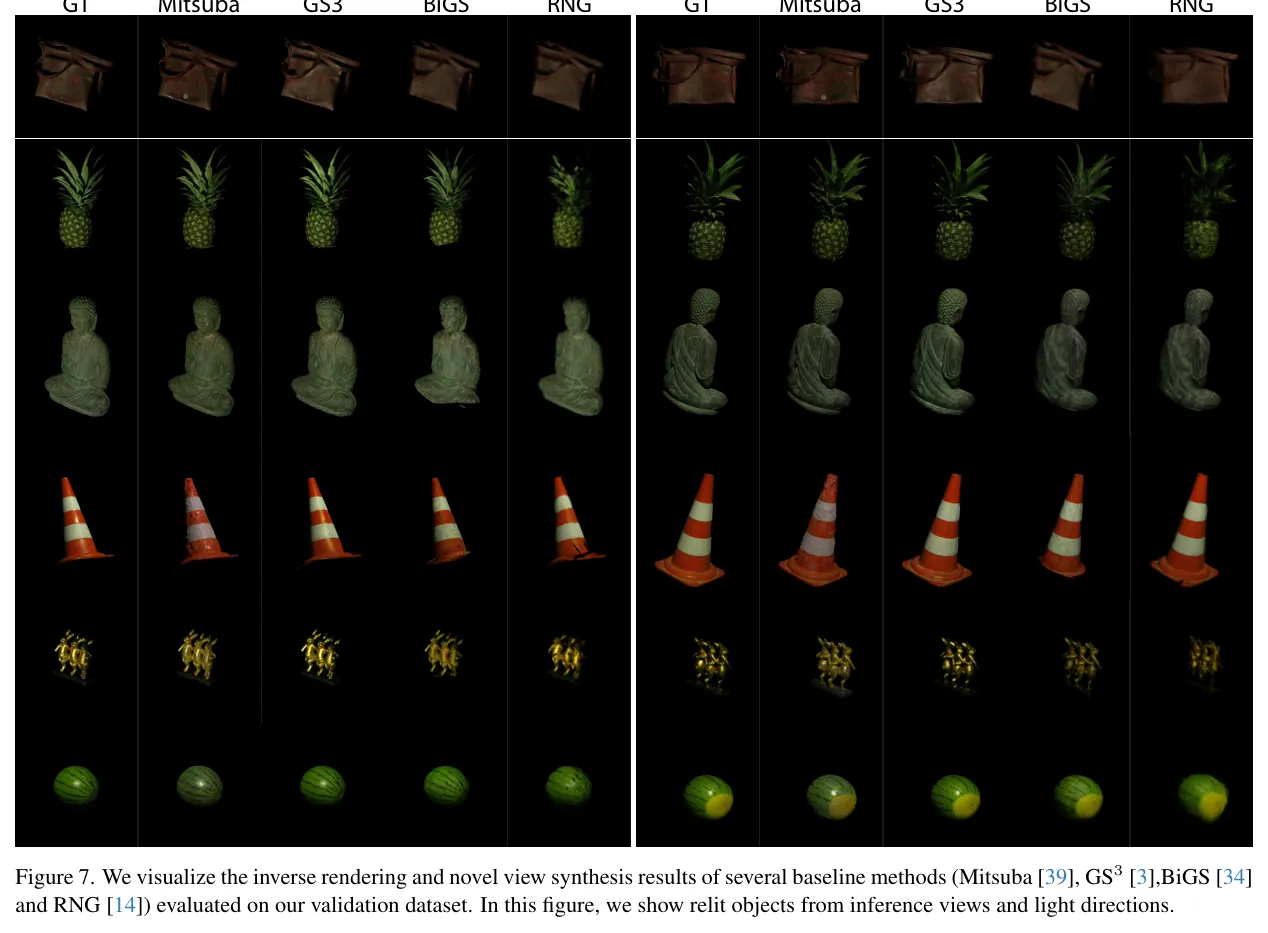 GT Mitsuba GS3 BiGS RNG GT Mitsuba GS3 BiGS RNG
Figure 7. We visualize the inverse rendering and novel view synthesis results of several baseline methods (Mitsuba [39], GS³ [3],BiGS [34]
and RNG [14]) evaluated on our validation dataset. In this figure, we show relit objects from inference views and light directions.